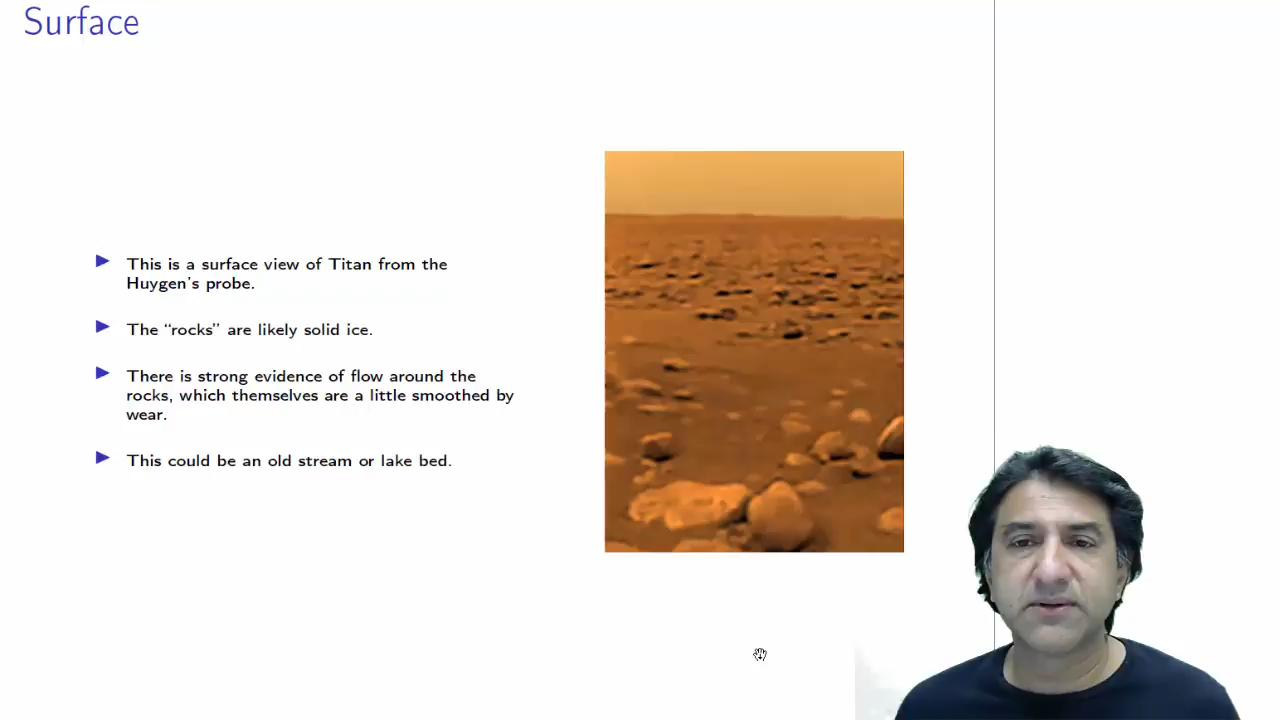 Surface
This is a surface view of Titan from the
Huygen's probe.
The “rocks” are likely solid ice.
There is strong evidence of flow around the
rocks, which themselves are a little smoothed by
wear.
This could be an old stream or lake bed.